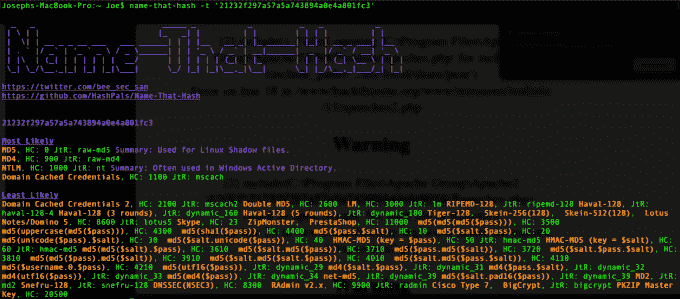 Josephs-MacBook-Pro:~ Joe$ name-that-hash -t '21232f297a57a5a743894a0e4a801fc3'
Name-That-Hash
https://twitter.com/bee_sec_san
https://github.com/HashPals/Name-That-Hash
21232f297a57a5a743894a0e4a801fc3
Most Likely
MD5, HC: 0 JtR: raw-md5 Summary: Used for Linux Shadow files.
MD4, HC: 900 JtR: raw-md4
NTLM, HC: 1000 JtR: nt Summary: Often used in Windows Active Directory.
Domain Cached Credentials, HC: 1100 JtR: mscach
Least Likely
Domain Cached Credentials 2, HC: 2100 JtR: mscach2 Double MD5, HC: 2600 LM, HC: 3000 JtR: lm RIPEMD-128, JtR: ripemd-128 Haval-128, JtR:
haval-128-4 Haval-128 (3 rounds), JtR: dynamic_160 Haval-128 (5 rounds), JtR: dynamic_180 Tiger-128, Skein-256(128), Skein-512(128), Lotus
Notes/Domino 5, HC: 8600 JtR: lotus5 Skype, HC: 23 ZipMonster, PrestaShop, HC: 11000 md5(md5(md5($pass))), HC: 3500
md5(uppercase(md5($pass))), HC: 4300 md5(sha1($pass)), HC: 4400 md5($pass.$salt), HC: 10 md5($salt.$pass), HC: 20
md5(unicode($pass).$salt), HC: 30 md5($salt.unicode($pass)), HC: 40 HMAC-MD5 (key = $pass), HC: 50 JtR: hmac-md5 HMAC-MD5 (key = $salt), HC:
60 JtR: hmac-md5 md5(md5($salt).$pass), HC: 3610 md5($salt.md5($pass)), HC: 3710 md5($pass.md5($salt)), HC: 3720 md5($salt.$pass.$salt), HC:
3810 md5(md5($pass).md5($salt)), HC: 3910 md5($salt.md5($salt.$pass)), HC: 4010 md5($salt.md5($pass.$salt)), HC: 4110
md5($username.0.$pass), HC: 4210 md5(utf16($pass)), JtR: dynamic_29 md4($salt.$pass), JtR: dynamic_31 md4($pass.$salt), JtR: dynamic_32
md4(utf16($pass)), JtR: dynamic_33 md5(md4($pass)), JtR: dynamic_34 net-md5, JtR: dynamic_39 md5($salt.pad16($pass)), JtR: dynamic_39 MD2,
JtR: md2 Snefru-128, JtR: snefru-128 DNSSEC(NSEC3), HC: 8300 RAdmin v2.x, HC: 9900 JtR: radmin Cisco Type 7, BigCrypt, JtR: bigcrypt PKZIP Master
Key, HC: 20500
Warning